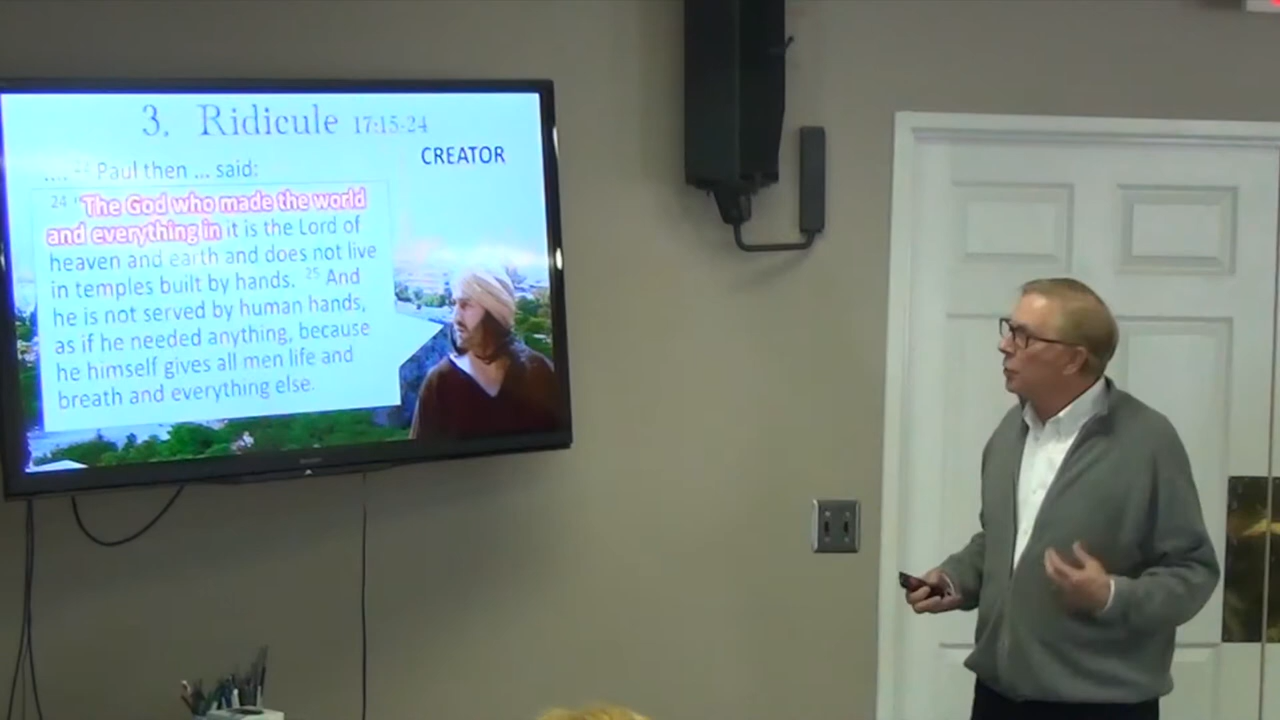 3. Ridicule 17:15-24
CREATOR
.... Paul then ... said:
24 "The God who made the world
and everything in it is the Lord of
heaven and earth and does not live
in temples built by hands. 25 And
he is not served by human hands,
as if he needed anything, because
he himself gives all men life and
breath and everything else.